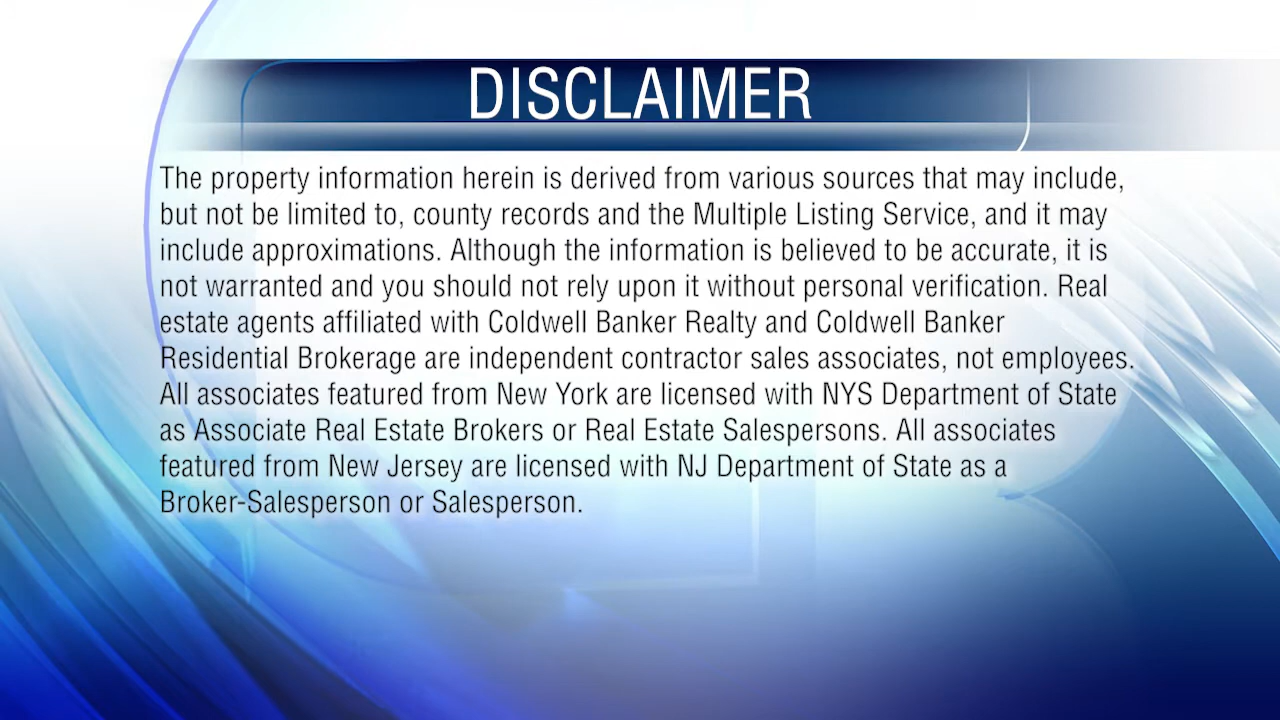 DISCLAIMER
The property information herein is derived from various sources that may include,
but not be limited to, county records and the Multiple Listing Service, and it may
include approximations. Although the information is believed to be accurate, it is
not warranted and you should not rely upon it without personal verification. Real
estate agents affiliated with Coldwell Banker Realty and Coldwell Banker
Residential Brokerage are independent contractor sales associates, not employees.
All associates featured from New York are licensed with NYS Department of State
as Associate Real Estate Brokers or Real Estate Salespersons. All associates
featured from New Jersey are licensed with NJ Department of State as a
Broker-Salesperson or Salesperson.